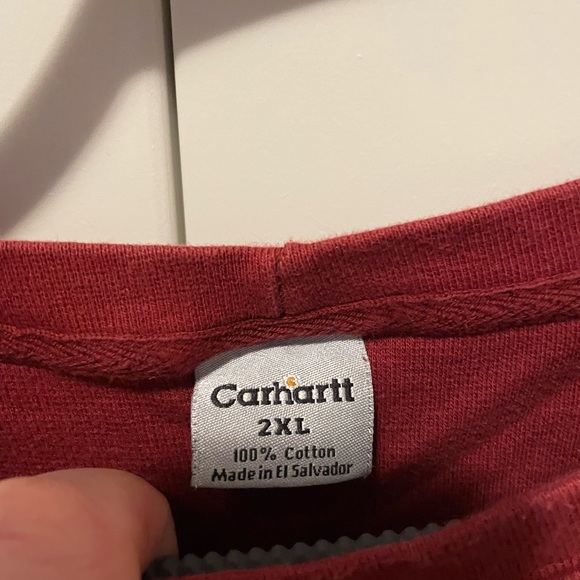 Carhartt
2XL
100% Cotton
Made in El Salvador